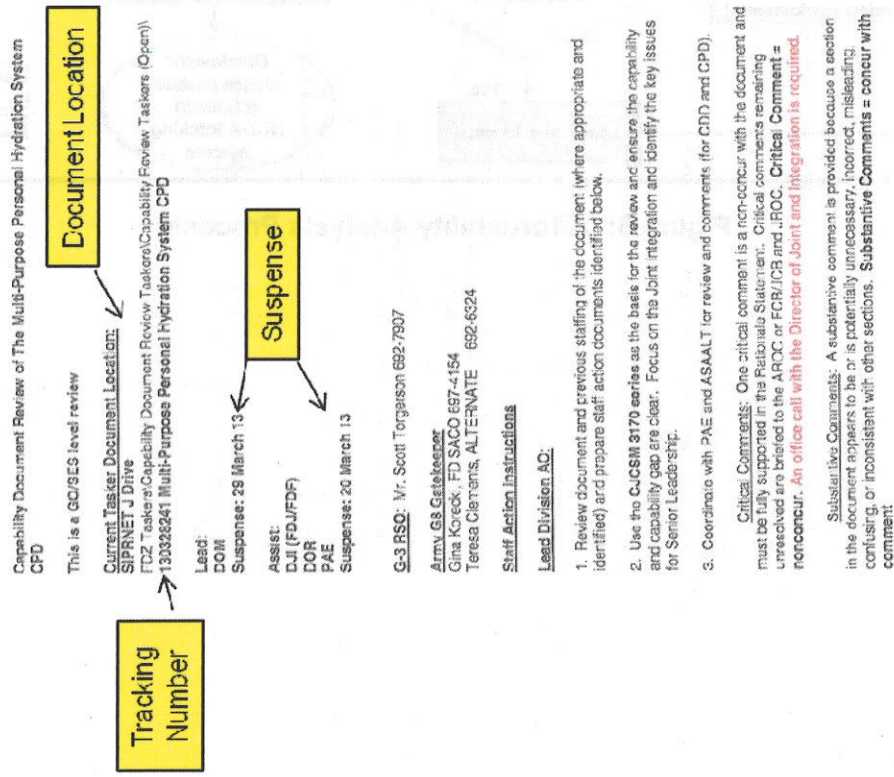 Capability Document Review of The Multi-Purpose Personal Hydration System
CPD
This is a GO/SES level review
Document Location
Current Tasker Document Location:
SIPRNET J Drive
FDZ Taskers\Capability Document Review Taskers\Capability Review Taskers (Open)\
130328241 Multi-Purpose Personal Hydration System CPD
Tracking
Number
Lead:
DOM
Suspense: 29 March 13
Suspense
Assist:
DJI (FDJ/FDF)
DOR
PAE
Suspense: 20 March 13
G-3 RSO: Mr. Scott Torgerson 692-7907
Army G8 Gatekeeper
Gina Koreck, FD SACO 697-4154
Teresa Clements, ALTERNATE 692-6324
Staff Action Instructions
Lead Division AO:
1. Review document and previous staffing of the document (where appropriate and
identified) and prepare staff action documents identified below.
2. Use the CJCSM 3170 series as the basis for the review and ensure the capability
and capability gap are clear. Focus on the Joint integration and identify the key issues
for Senior Leadership.
3. Coordinate with PAE and ASAALT for review and comments (for CDD and CPD).
Critical Comments: One critical comment is a non-concur with the document and
must be fully supported in the Rationale Statement. Critical comments remaining
unresolved are briefed to the AROC or FCB/JCB and JROC. Critical Comment =
nonconcur. An office call with the Director of Joint and Integration is required.
Substantive Comments: A substantive comment is provided because a section
in the document appears to be or is potentially unnecessary, incorrect, misleading,
confusing, or inconsistent with other sections. Substantive Comments = concur with
comment
Figure 5: Affordability Analysis Process